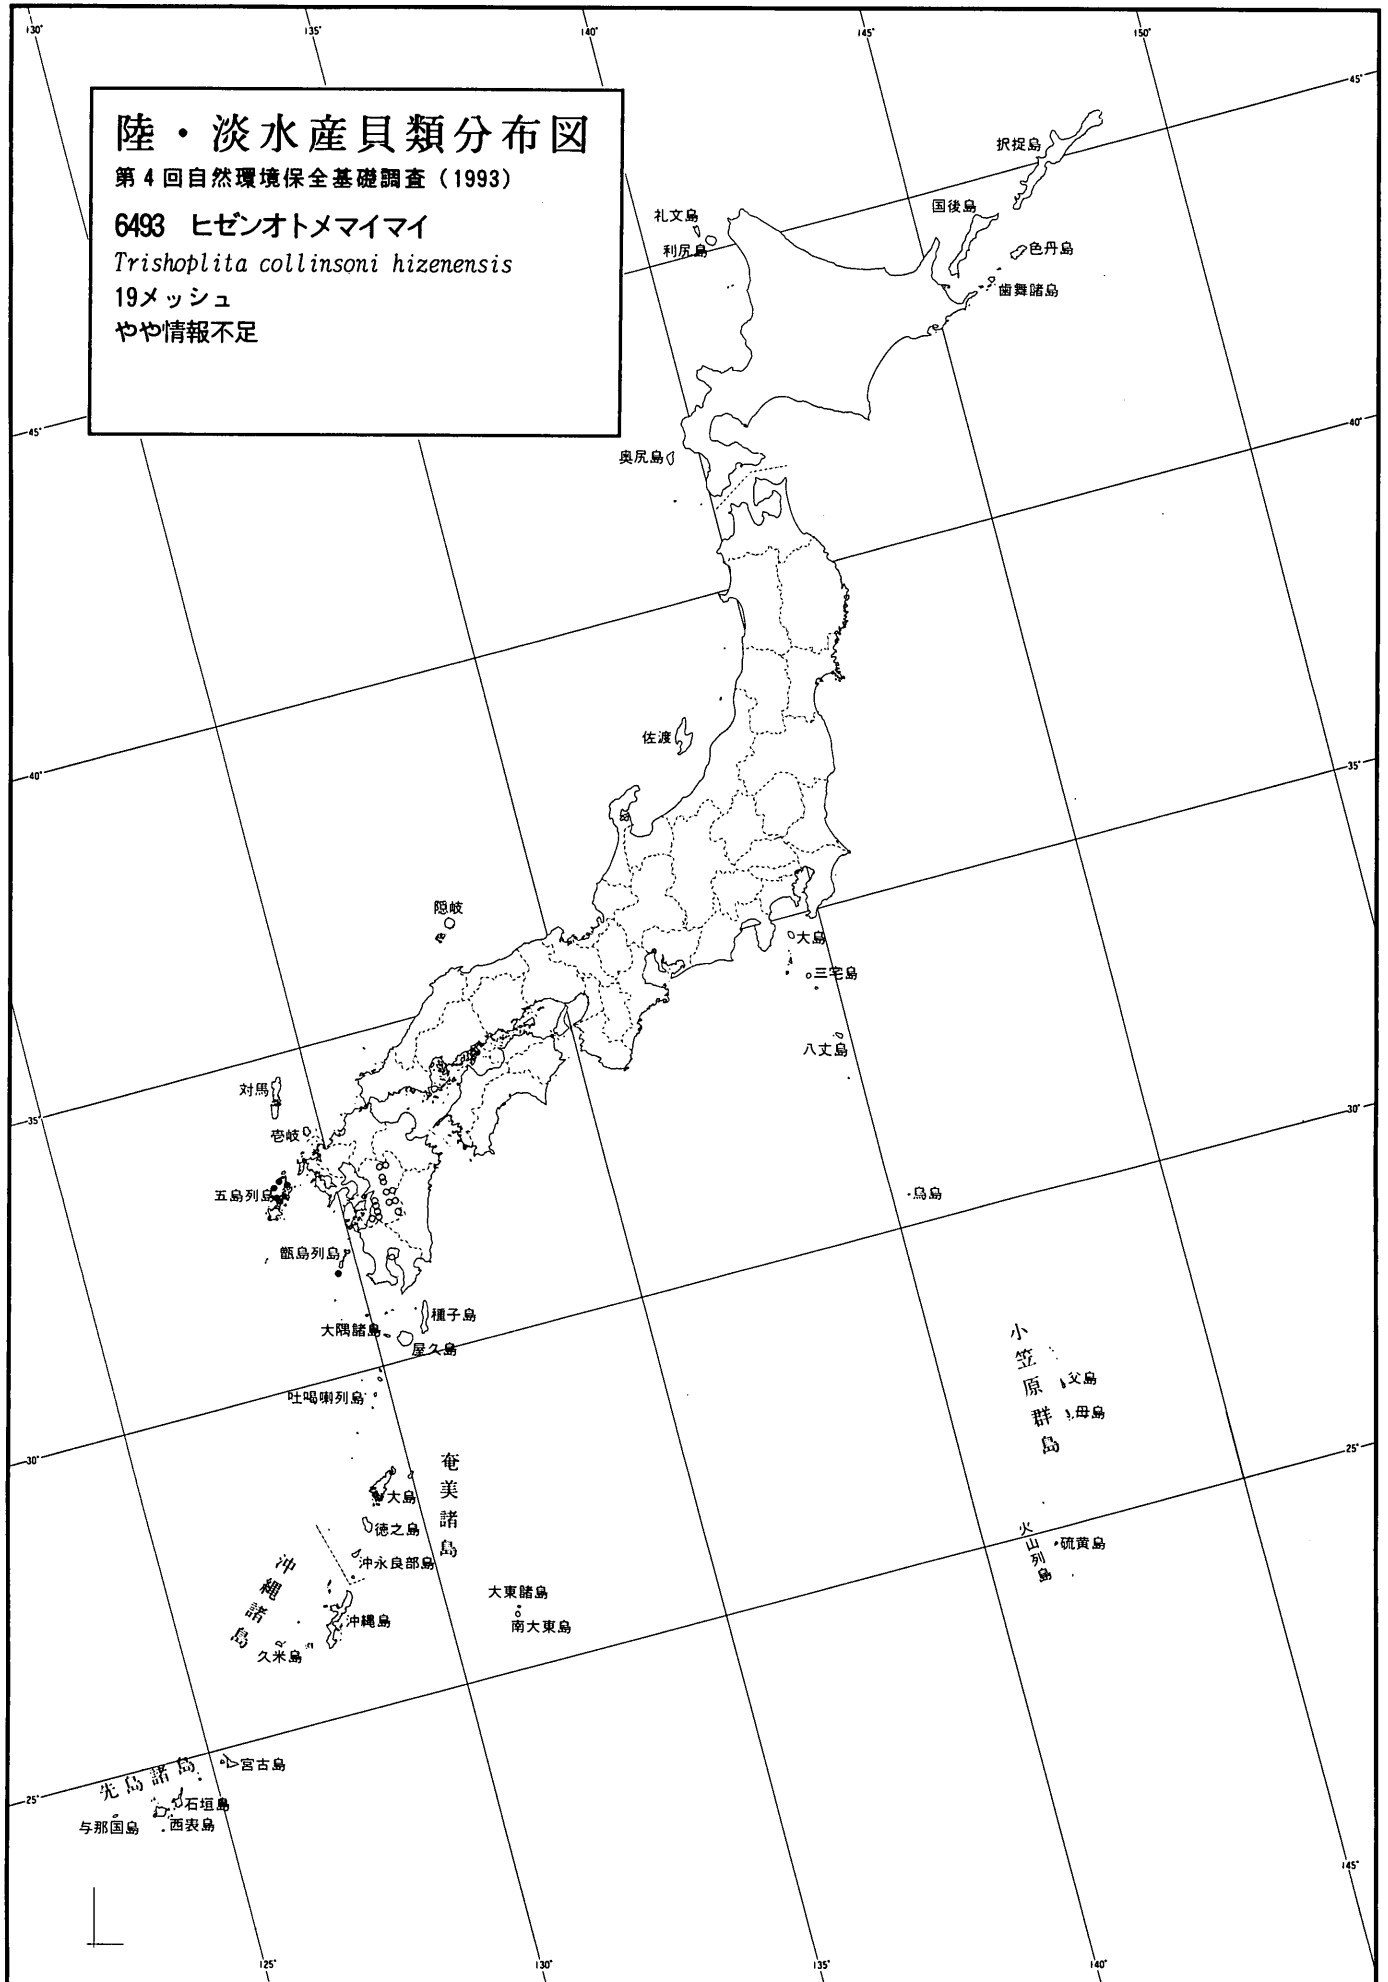 130°
135°
140°
145°
150°
陸・淡水産貝類分布図
第4回自然環境保全基礎調査（1993）
6493 ヒゼンオトメマイマイ
Trishoplita collinsoni hizenensis
19メッシュ
やや情報不足
45°
択捉島
国後島
色丹島
歯舞諸島
礼文島
利尻島
45°
40°
奥尻島
佐渡
40°
35°
隠岐
大島
三宅島
八丈島
対馬
壱岐
35°
30°
五島列島
鳥島
甑島列島
種子島
大隅諸島
屋久島
吐噶喇列島
小笠原群島
父島
母島
25°
30°
奄美諸島
大島
徳之島
沖永良部島
火山列島
硫黄島
沖縄諸島
沖縄島
久米島
大東諸島
南大東島
先島諸島
宮古島
石垣島
西表島
与那国島
25°
145°
125°
130°
135°
140°